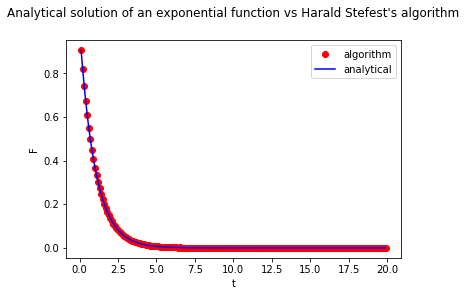 Analytical solution of an exponential function vs Harald Stefest's algorithm
algorithm
analytical
0.8
0.6
0.4
0.2
0.0
F
0.0 2.5 5.0 7.5 10.0 12.5 15.0 17.5 20.0
t